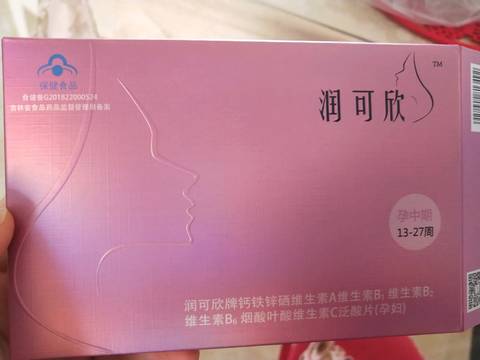 保健食品
食健备G201822000524
吉林省食品药品监督管理局备案
润可欣
TM
孕中期
13-27周
润可欣牌钙铁锌硒维生素A维生素B₁ 维生素B₂
维生素B₆ 烟酸叶酸维生素C泛酸片(孕妇)